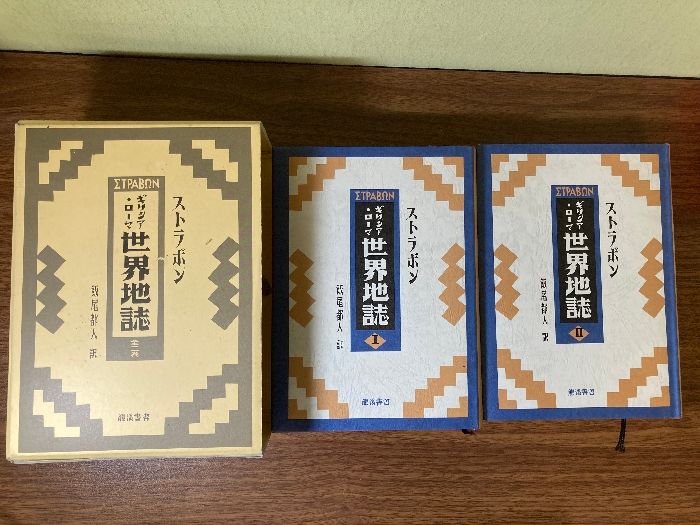 ストラボン
ΣΤΡΑΒΩΝ
ギリシア
・ローマ
世界地誌
全二巻
飯尾都人 訳
龍溪書舎
ストラボン
ΣΤΡΑΒΩΝ
ギリシア
・ローマ
世界地誌
I
飯尾都人 訳
龍溪書舎
ストラボン
ΣΤΡΑΒΩΝ
ギリシア
・ローマ
世界地誌
II
飯尾都人 訳
龍溪書舎